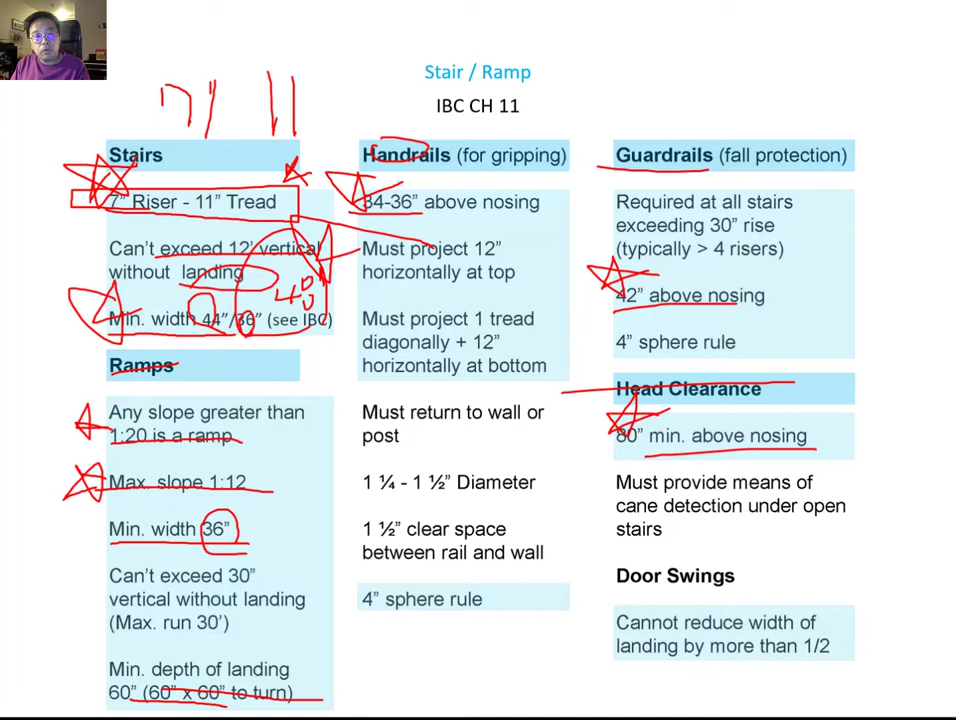 Stair / Ramp
IBC CH 11
7" 11
Stairs
7” Riser - 11” Tread
Can’t exceed 12’ vertical
without landing
Min. width 44”/36” (see IBC)
Ramps
Any slope greater than
1:20 is a ramp
Max. slope 1:12
Min. width 36”
Can’t exceed 30”
vertical without landing
(Max. run 30’)
Min. depth of landing
60” (60” x 60” to turn)
Handrails (for gripping)
34-36” above nosing
Must project 12”
horizontally at top
Must project 1 tread
diagonally + 12”
horizontally at bottom
Must return to wall or
post
1 ¼ - 1 ½” Diameter
1 ½” clear space
between rail and wall
4” sphere rule
Guardrails (fall protection)
Required at all stairs
exceeding 30” rise
(typically > 4 risers)
42” above nosing
4” sphere rule
Head Clearance
80” min. above nosing
Must provide means of
cane detection under open
stairs
Door Swings
Cannot reduce width of
landing by more than 1/2